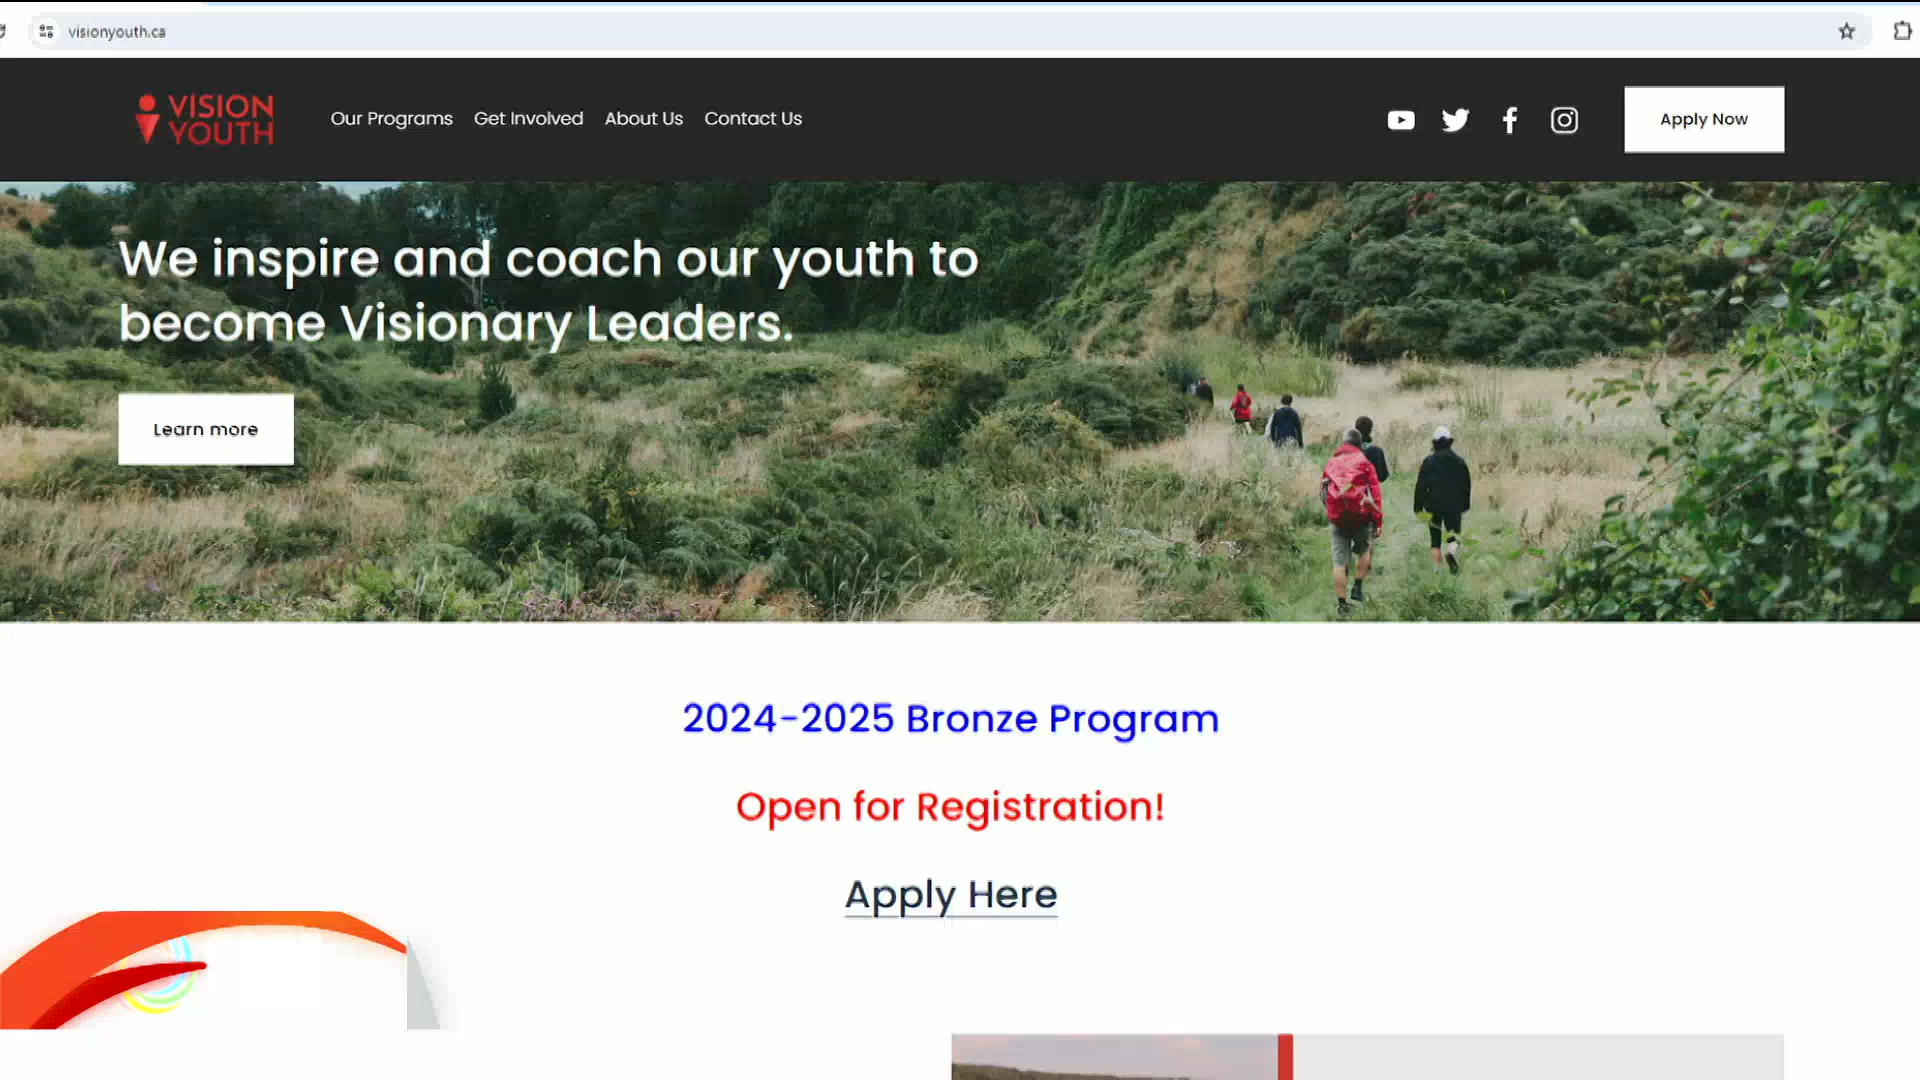 visionyouth.ca
VISION
YOUTH
Our Programs Get Involved About Us Contact Us
Apply Now
We inspire and coach our youth to
become Visionary Leaders.
Learn more
2024-2025 Bronze Program
Open for Registration!
Apply Here